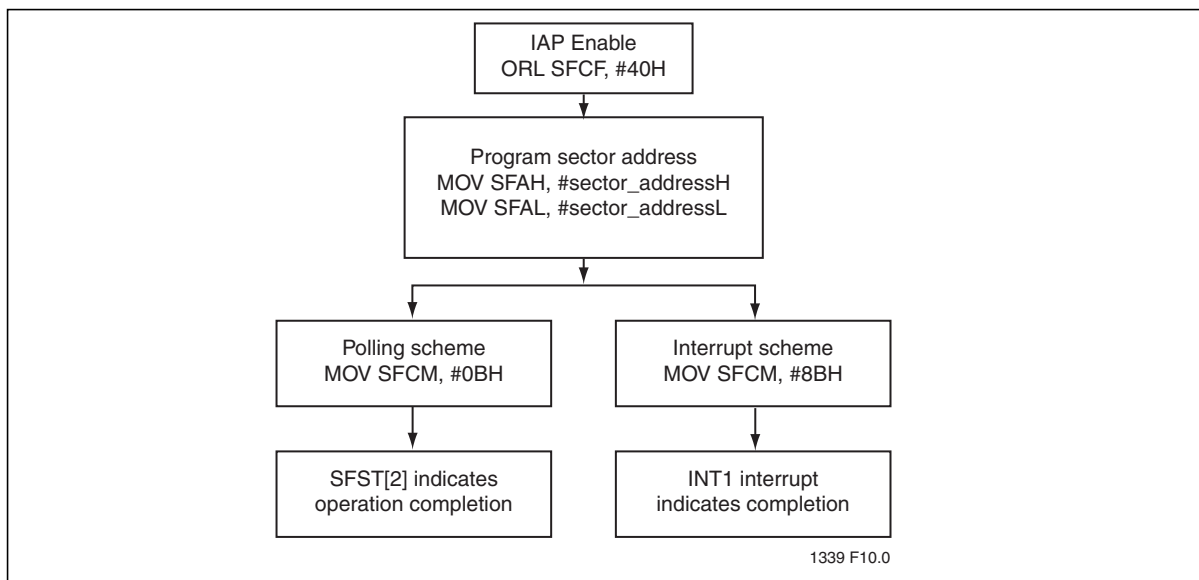 IAP Enable
ORL SFCF, #40H
Program sector address
MOV SFAH, #sector_addressH
MOV SFAL, #sector_addressL
Polling scheme
MOV SFCM, #0BH
Interrupt scheme
MOV SFCM, #8BH
SFST[2] indicates
operation completion
INT1 interrupt
indicates completion
1339 F10.0